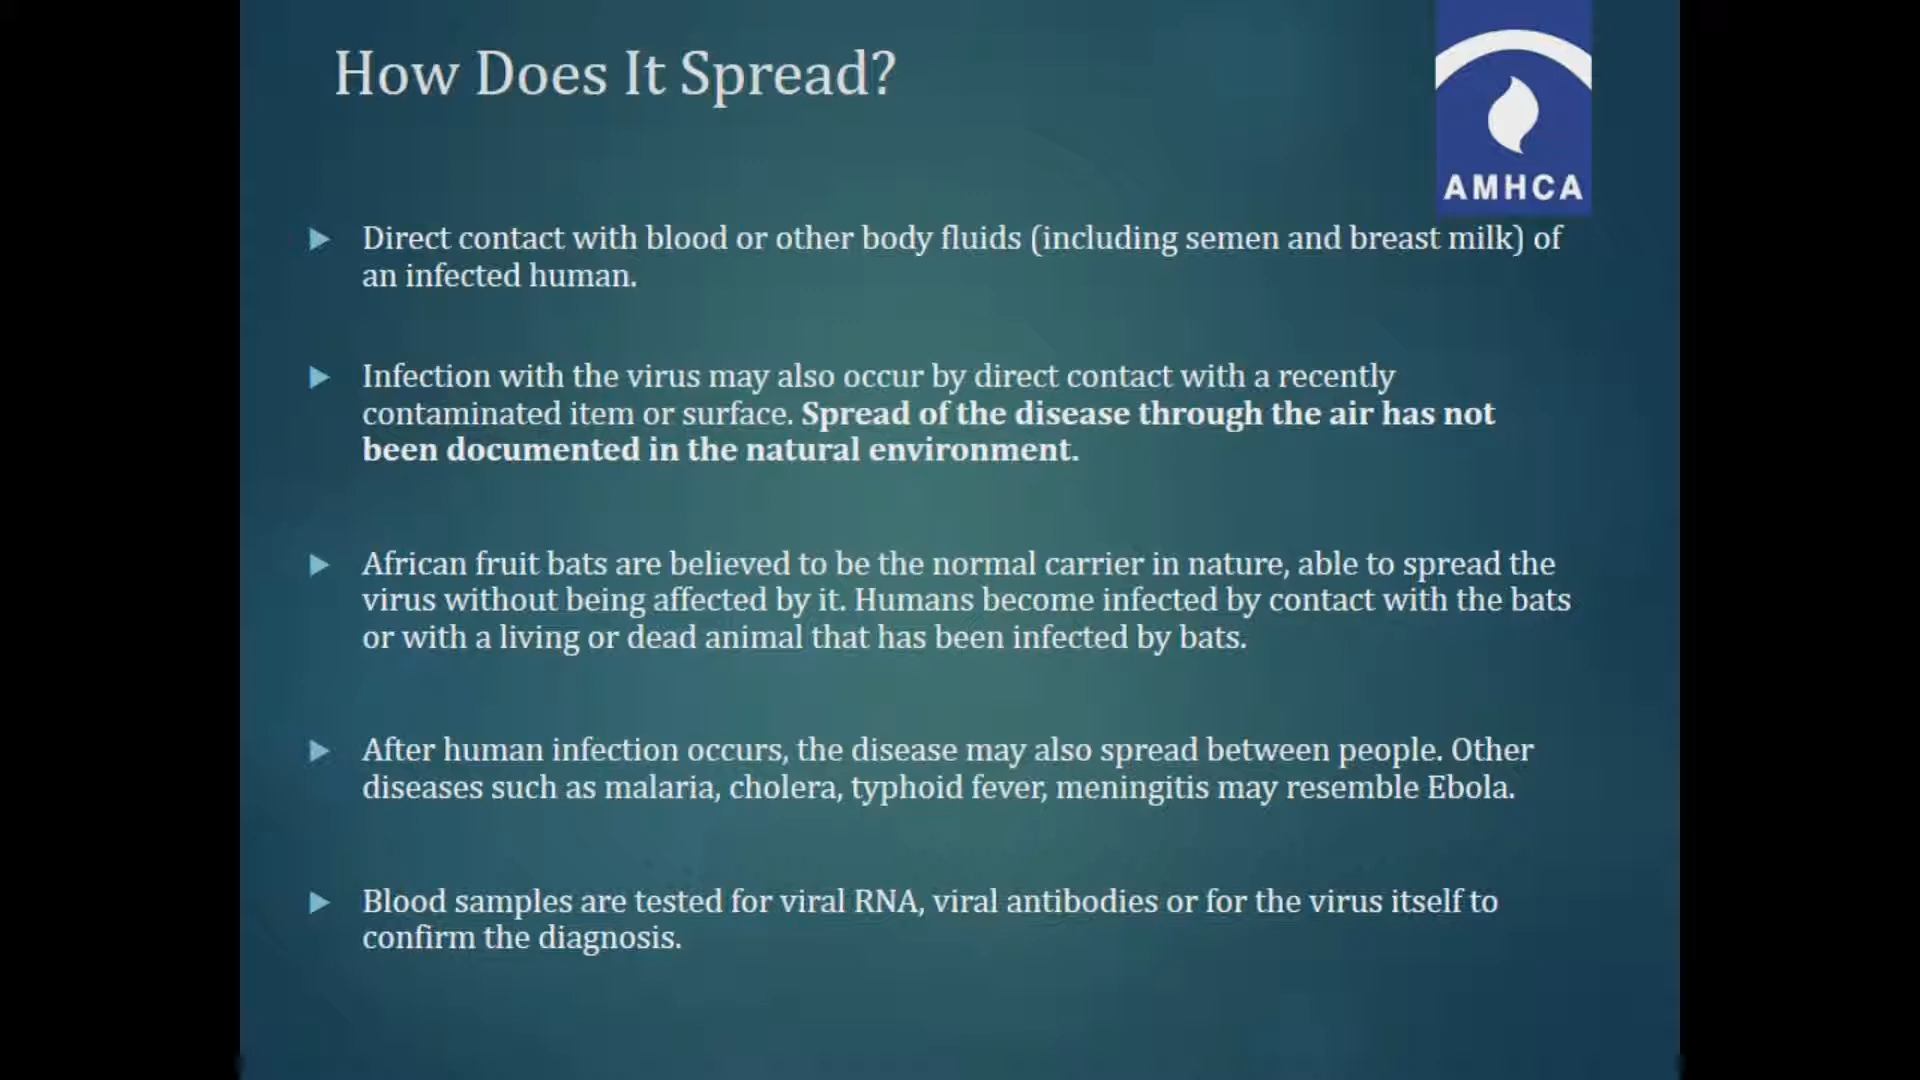 How Does It Spread?
AMHCA
Direct contact with blood or other body fluids (including semen and breast milk) of
an infected human.
Infection with the virus may also occur by direct contact with a recently
contaminated item or surface. Spread of the disease through the air has not
been documented in the natural environment.
African fruit bats are believed to be the normal carrier in nature, able to spread the
virus without being affected by it. Humans become infected by contact with the bats
or with a living or dead animal that has been infected by bats.
After human infection occurs, the disease may also spread between people. Other
diseases such as malaria, cholera, typhoid fever, meningitis may resemble Ebola.
Blood samples are tested for viral RNA, viral antibodies or for the virus itself to
confirm the diagnosis.